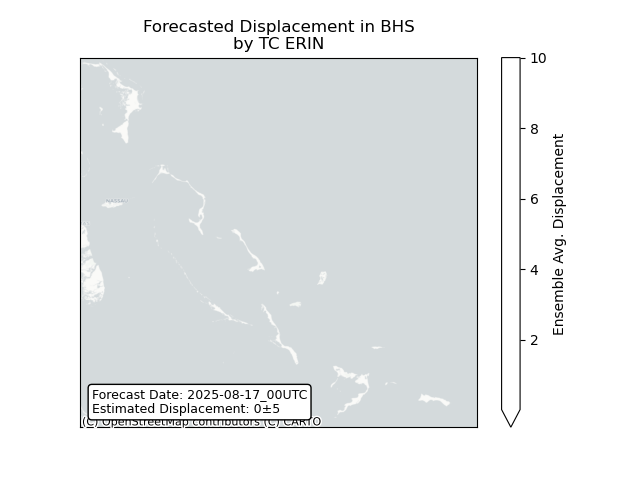 Forecasted Displacement in BHS
by TC ERIN
10
8
6
4
2
Ensemble Avg. Displacement
NASSAU
Forecast Date: 2025-08-17_00UTC
Estimated Displacement: 0±5
(C) OpenStreetMap contributors (C) CARTO